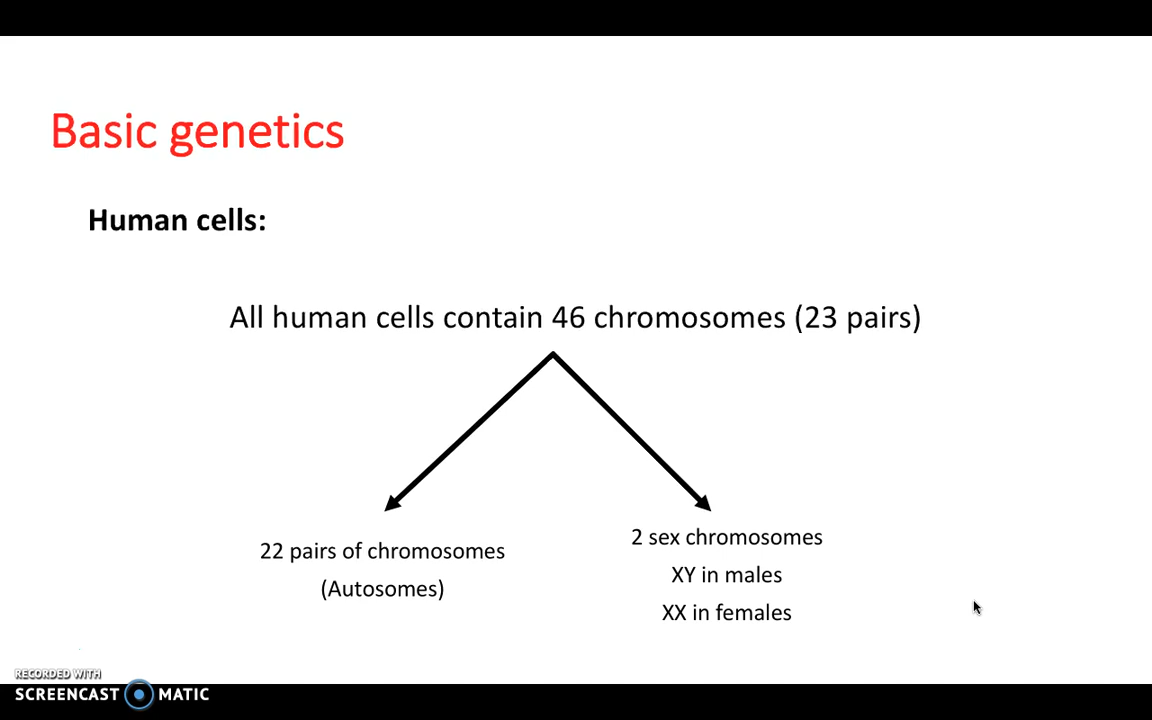 Basic genetics
Human cells:
All human cells contain 46 chromosomes (23 pairs)
22 pairs of chromosomes
(Autosomes)
2 sex chromosomes
XY in males
XX in females
RECORDED WITH
SCREENCAST MATIC